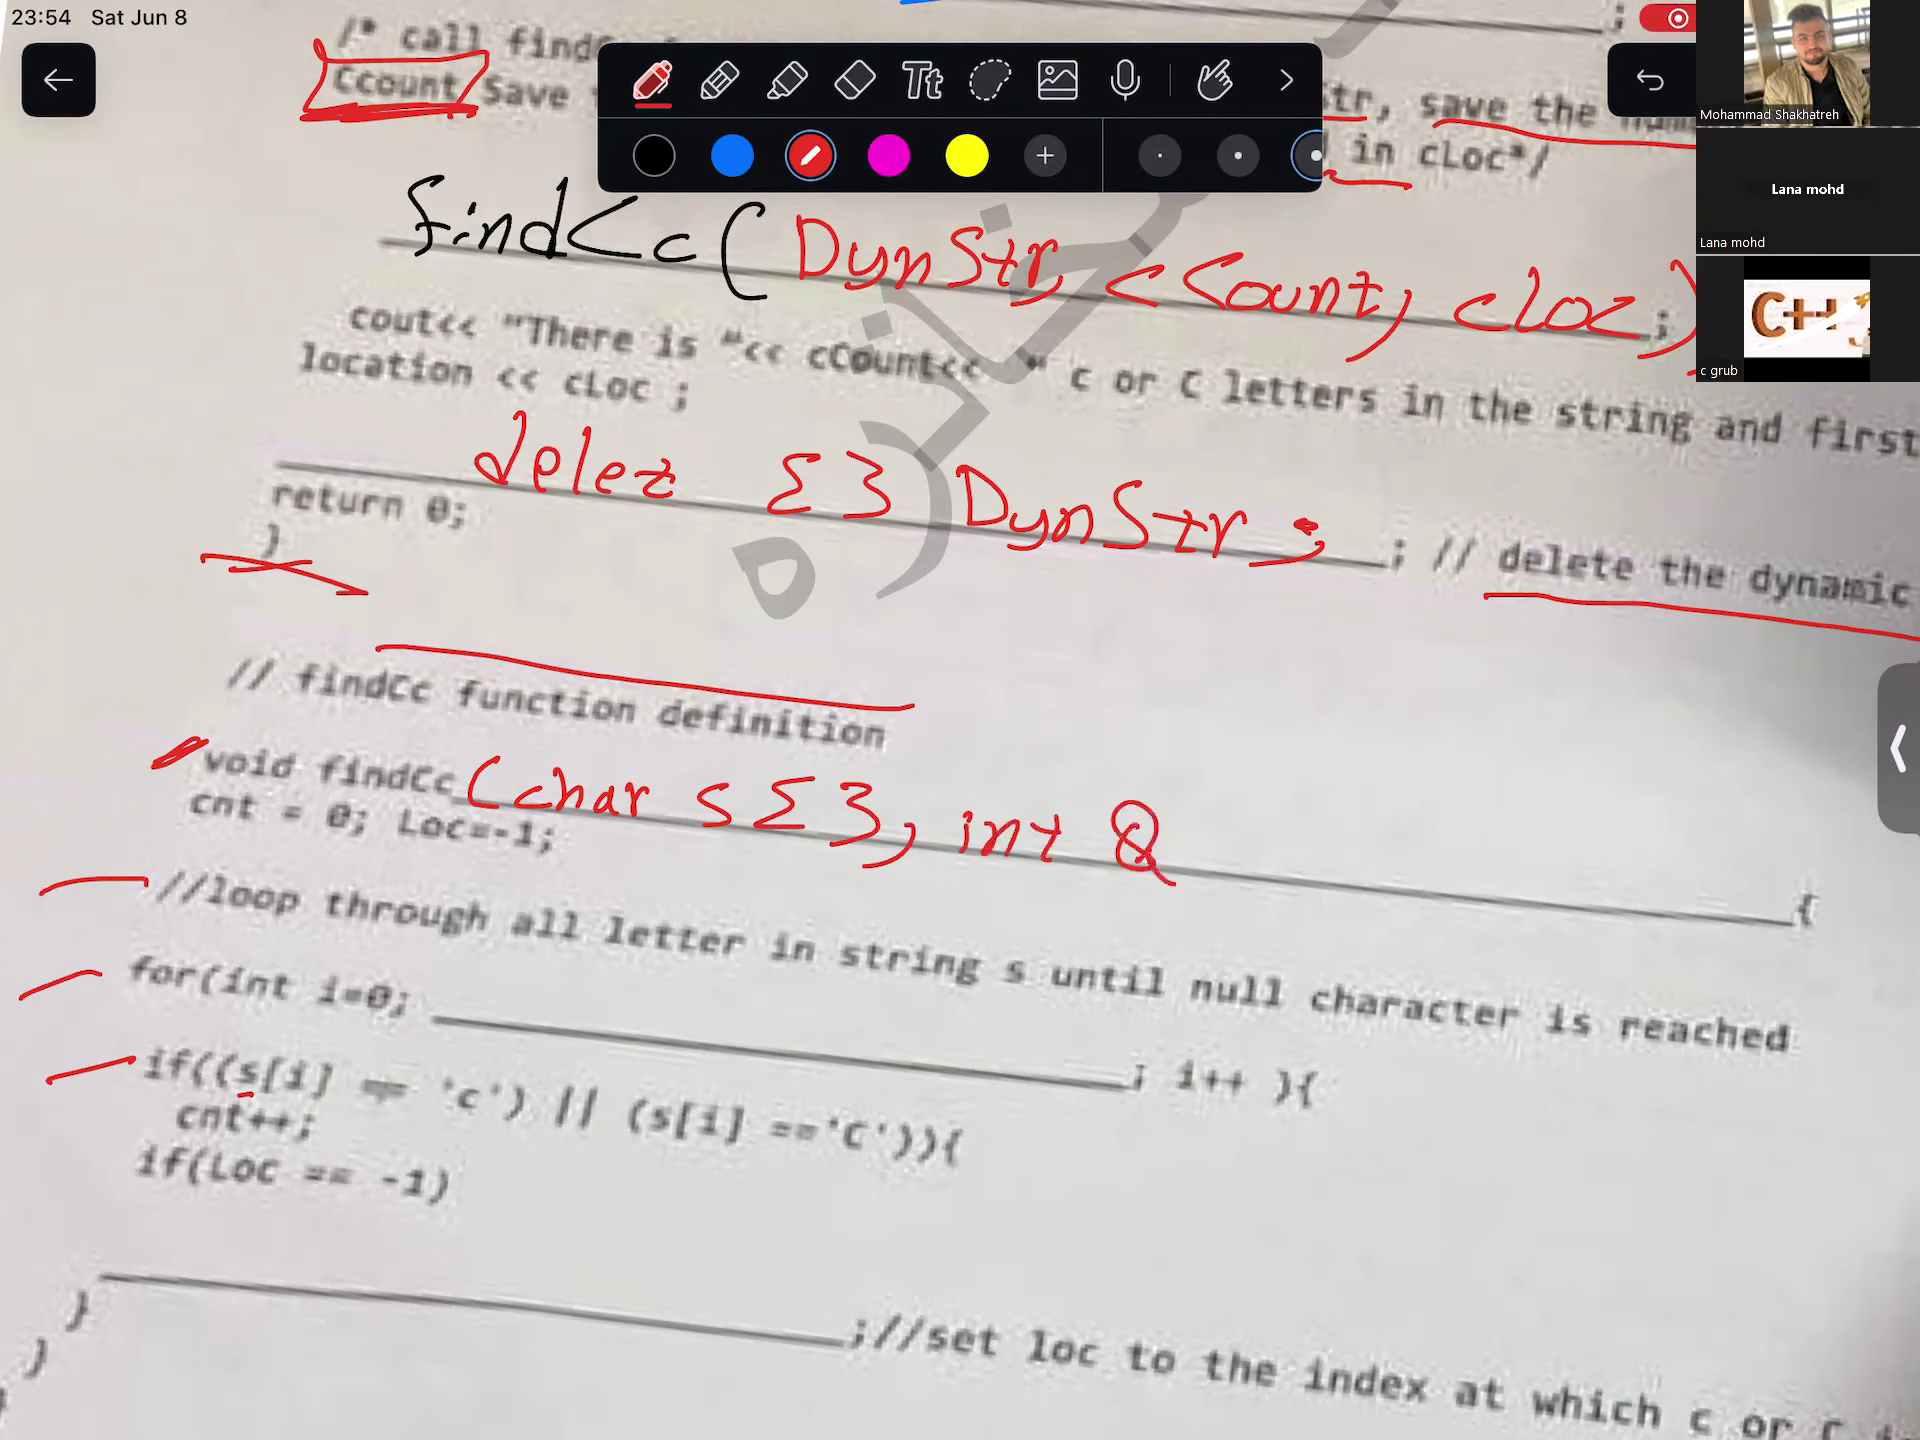 23:54 Sat Jun 8
/* call find
Ccount Save
tr, save the
in cLoc*/
Tt
Mohammad Shakhatreh
Lana mohd
Lana mohd
C++
c grub
findCc (DynStr, cCount, cloc)
;
cout<< "There is "<< cCount<< " c or C letters in the string and first
location << cLoc ;
delet [] DynStr ;
; // delete the dynamic
return 0;
}
// findCc function definition
void findCc (char s[], int &
{
cnt = 0; Loc=-1;
//loop through all letter in string s until null character is reached
for(int i=0; ; i++ ){
if((s[i] == 'c') || (s[i] =='C')){
cnt++;
if(Loc == -1)
;//set loc to the index at which c or C
}
}